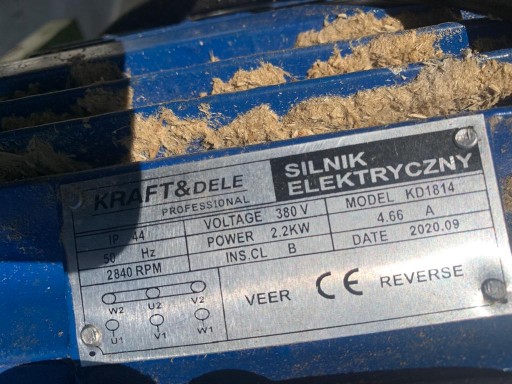 KRAFT&DELE
PROFESSIONAL
SILNIK
ELEKTRYCZNY
IP 44
VOLTAGE 380 V
MODEL KD1814
50 Hz
POWER 2.2KW
4.66 A
2840 RPM
INS.CL B
DATE 2020.09
W2 U2 V2
U1 V1 W1
VEER CE REVERSE